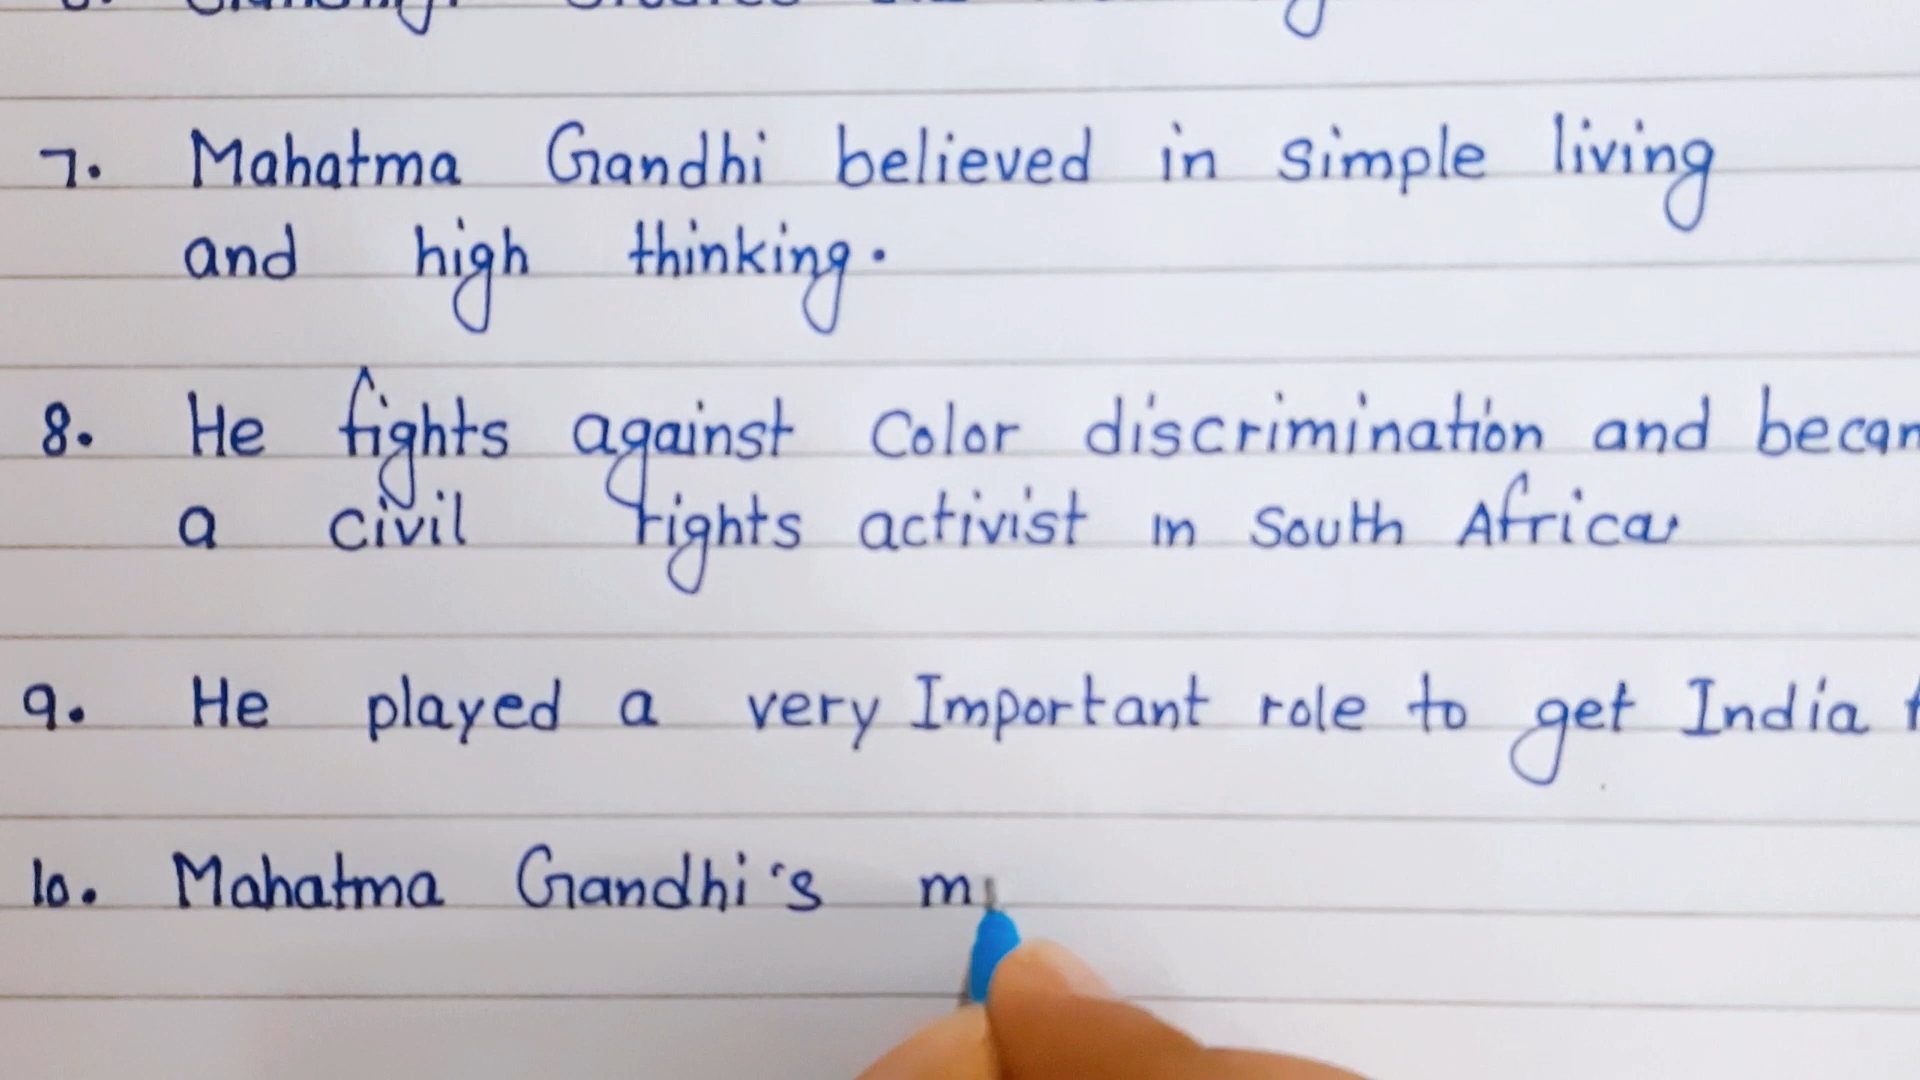 7. Mahatma Gandhi believed in simple living
and high thinking.
8. He fights against Color discrimination and
a civil rights activist in South Africa
9. He played a very Important role to get India
10. Mahatma Gandhi's